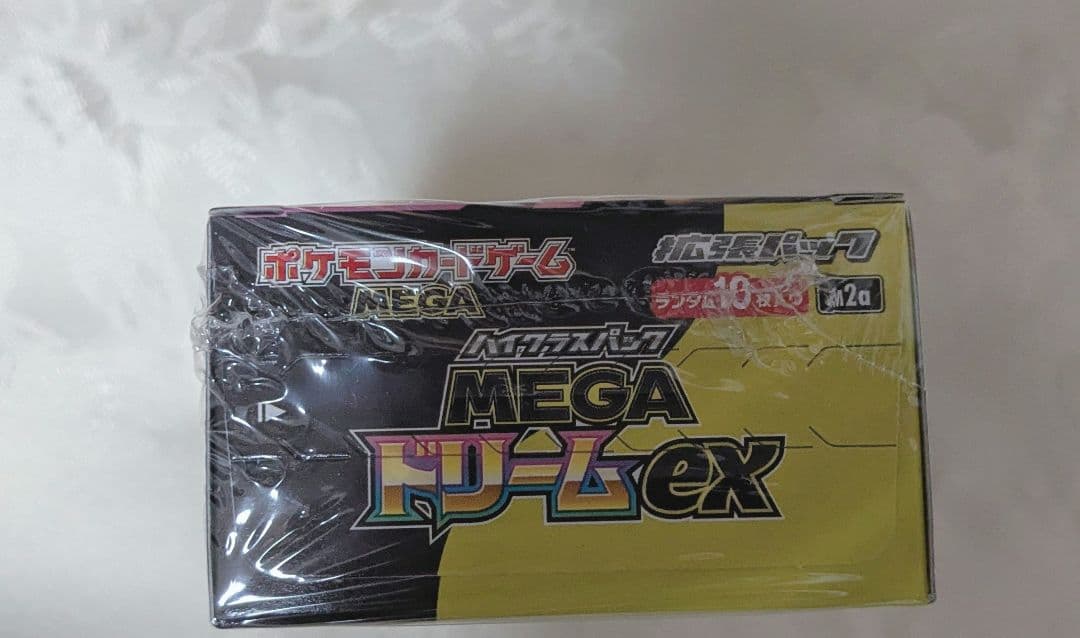 ポケモンカードゲーム
MEGA
拡張パック
ランダム10枚入り
M2a
ハイクラスパック
MEGA
ドリームex